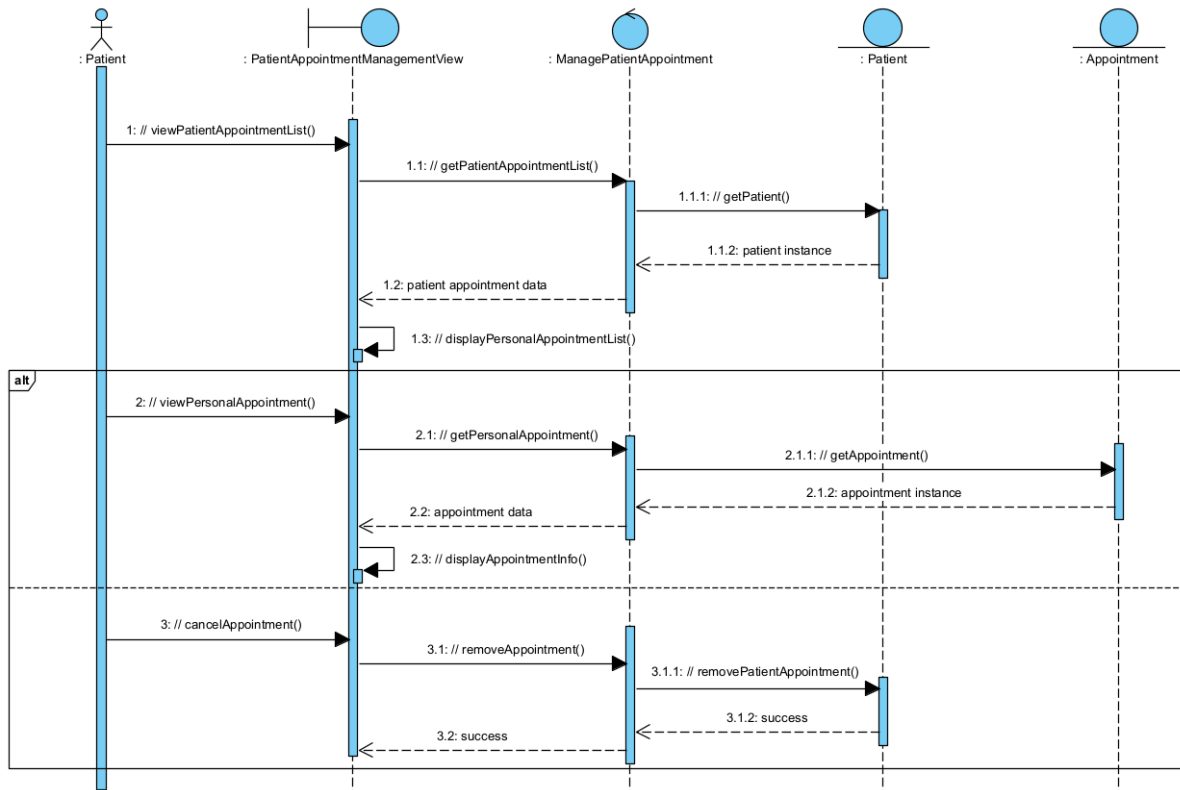 : Patient
: PatientAppointmentManagementView
: ManagePatientAppointment
: Patient
: Appointment
1: // viewPatientAppointmentList()
1.1: // getPatientAppointmentList()
1.1.1: // getPatient()
1.1.2: patient instance
1.2: patient appointment data
1.3: // displayPersonalAppointmentList()
alt
2: // viewPersonalAppointment()
2.1: // getPersonalAppointment()
2.1.1: // getAppointment()
2.1.2: appointment instance
2.2: appointment data
2.3: // displayAppointmentInfo()
3: // cancelAppointment()
3.1: // removeAppointment()
3.1.1: // removePatientAppointment()
3.1.2: success
3.2: success